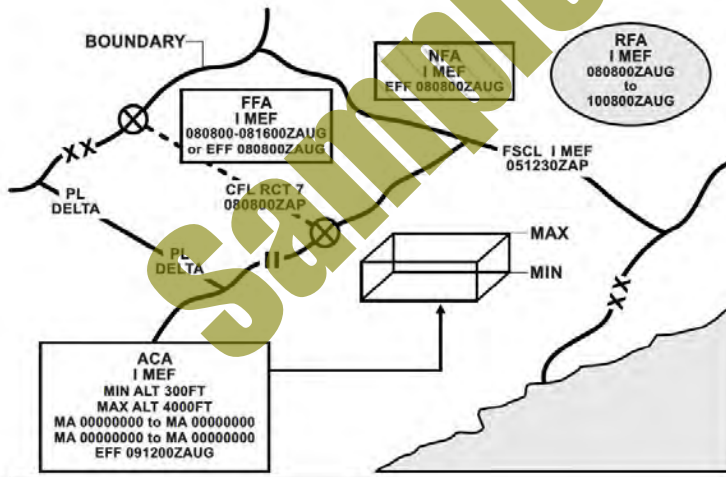 BOUNDARY
FFA
I MEF
080800-081600ZAUG
or EFF 080800ZAUG
NFA
I MEF
EFF 080800ZAUG
RFA
I MEF
080800ZAUG
to
100800ZAUG
XX
FSCL I MEF
051230ZAP
CFL RCT 7
080800ZAP
PL
DELTA
PL
DELTA
II
MAX
MIN
XX
ACA
I MEF
MIN ALT 300FT
MAX ALT 4000FT
MA 00000000 to MA 00000000
MA 00000000 to MA 00000000
EFF 091200ZAUG
Sample